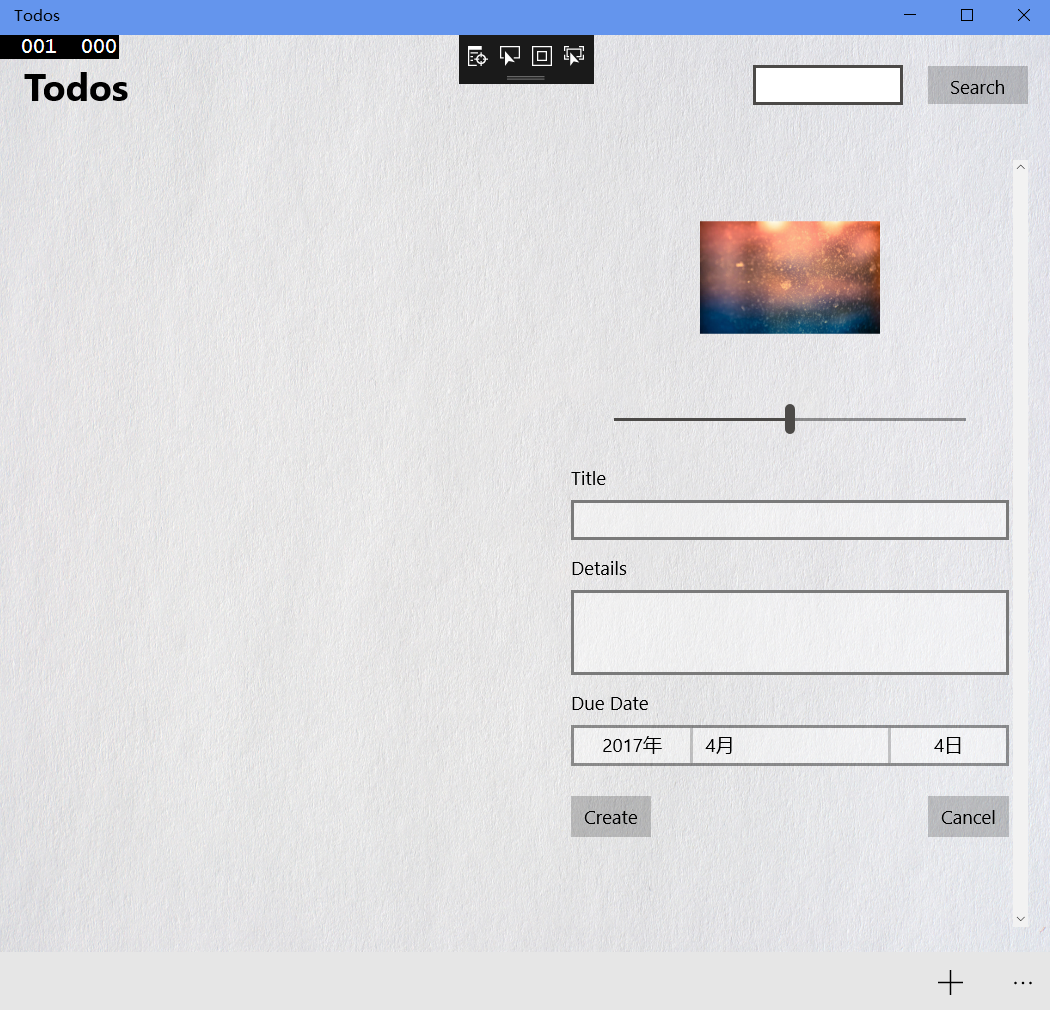 Todos
001 000
Todos
Search
Title
Details
Due Date
2017年 4月 4日
Create Cancel